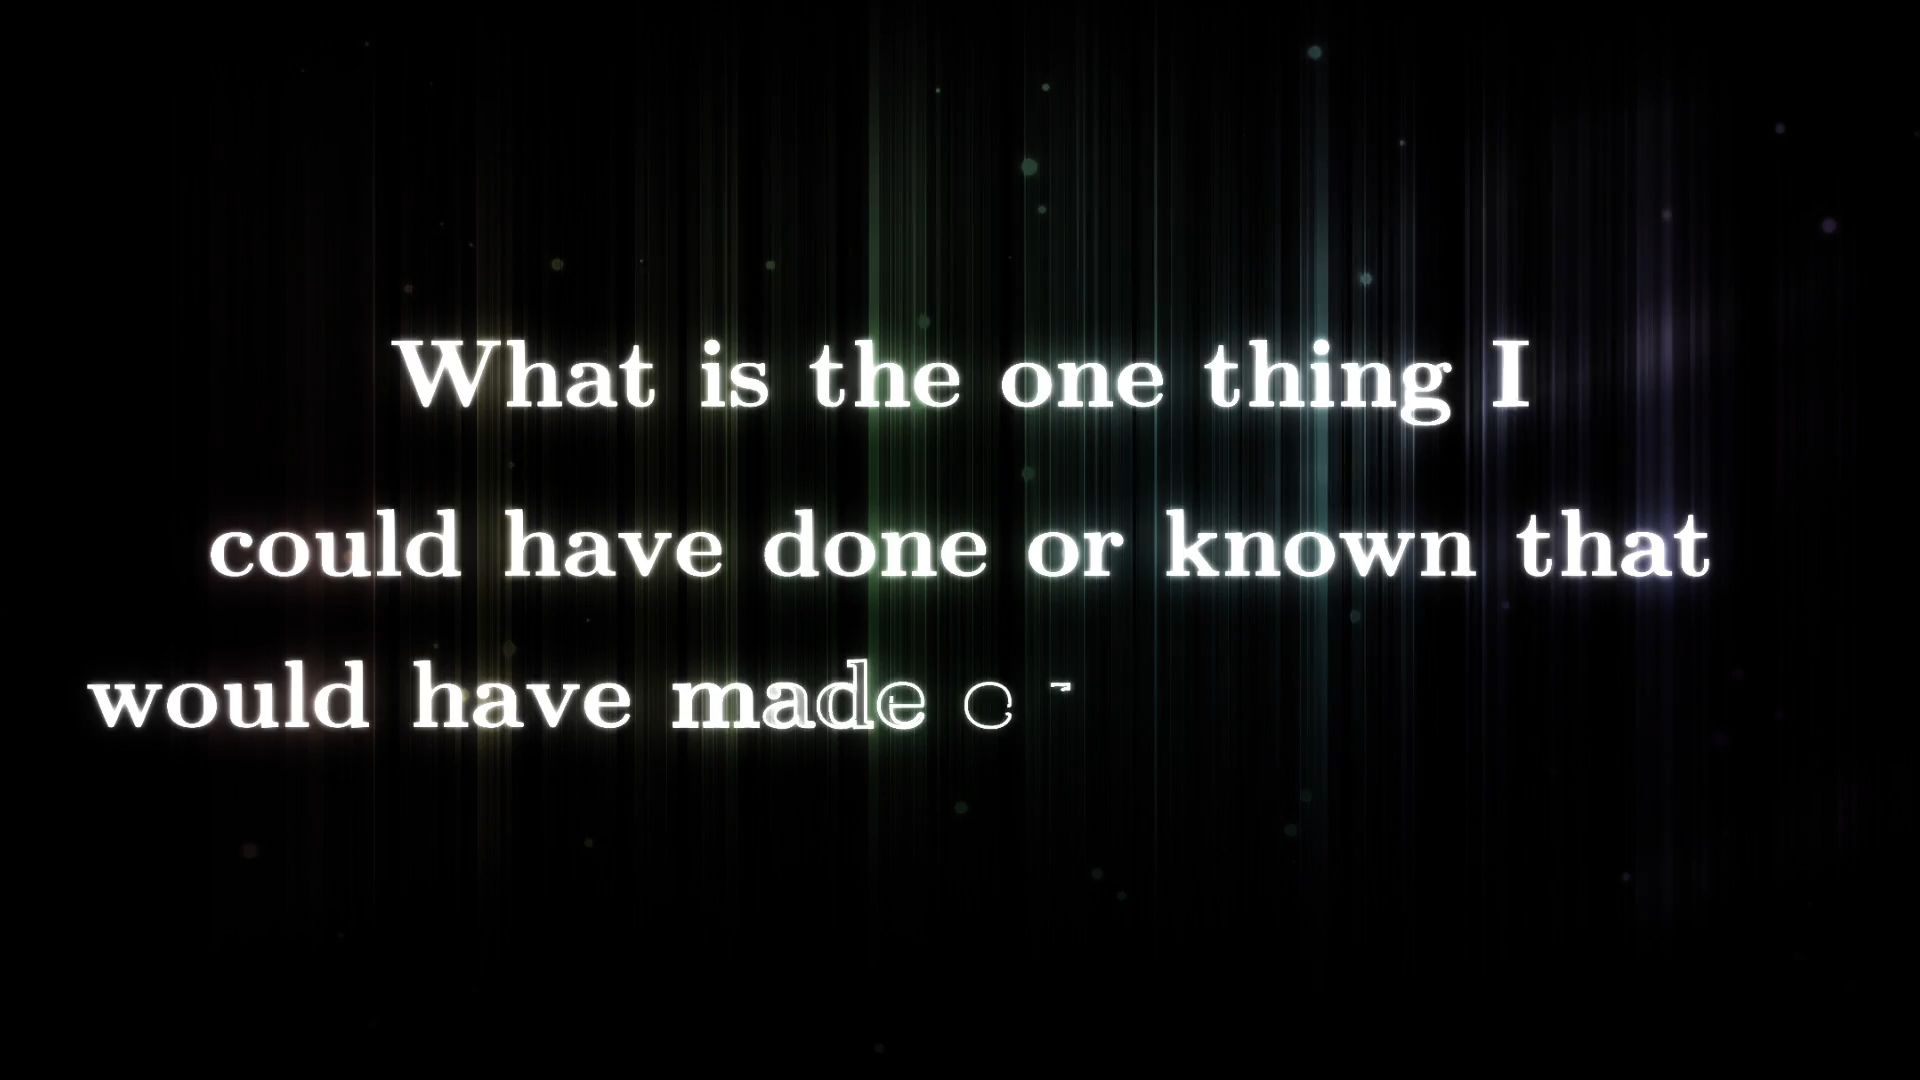 What is the one thing I
could have done or known that
would have made